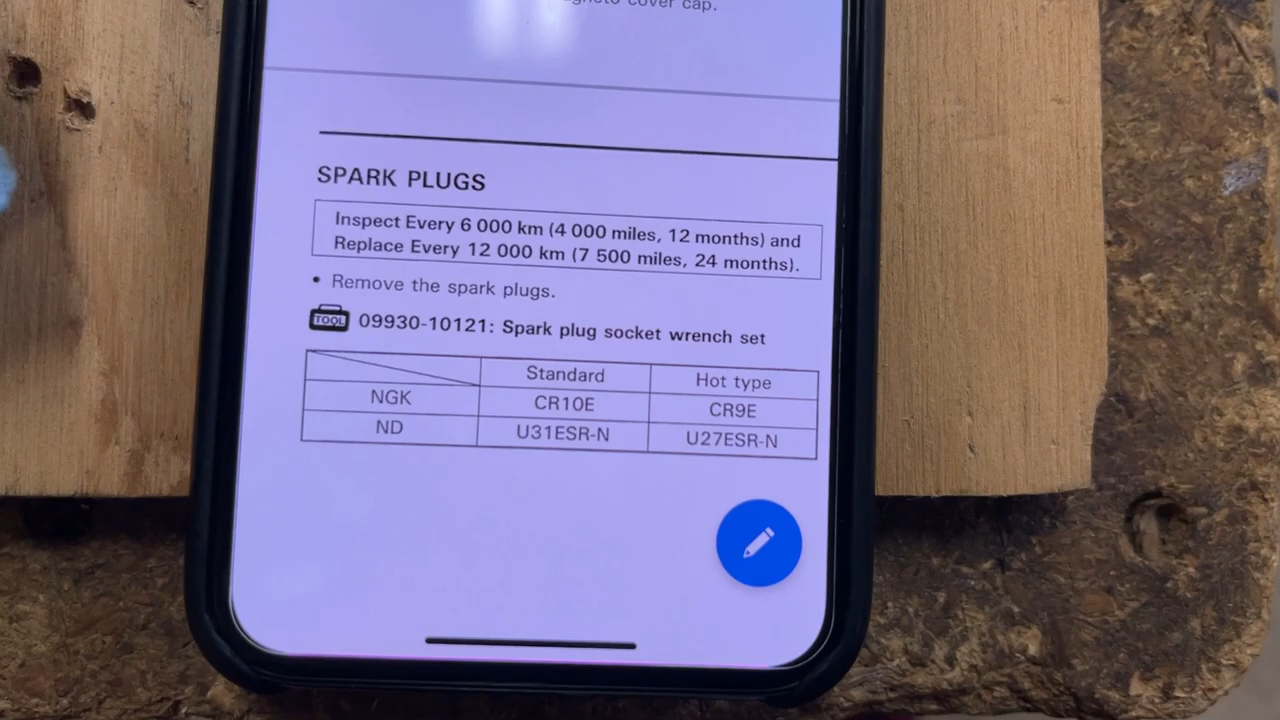 cover cap.
SPARK PLUGS
Inspect Every 6 000 km (4 000 miles, 12 months) and
Replace Every 12 000 km (7 500 miles, 24 months).
• Remove the spark plugs.
TOOL 09930-10121: Spark plug socket wrench set
Standard Hot type
NGK CR10E CR9E
ND U31ESR-N U27ESR-N